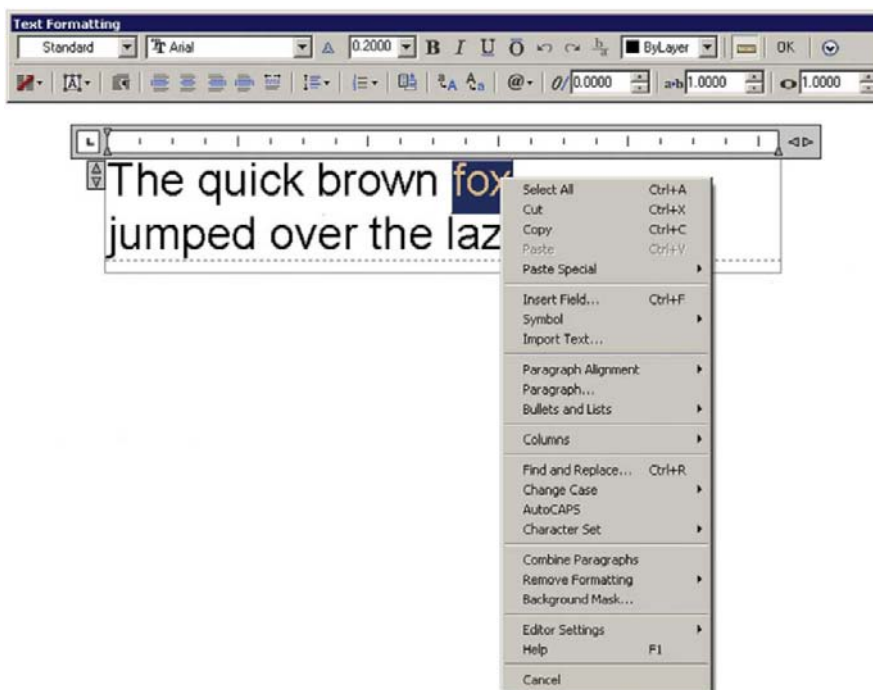 Text Formatting
Standard Arial 0.2000 B I U O ByLayer OK
@ 0/ 0.0000 a•b 1.0000 1.0000
The quick brown fox
jumped over the laz
Select All Ctrl+A
Cut Ctrl+X
Copy Ctrl+C
Paste Ctrl+V
Paste Special
Insert Field... Ctrl+F
Symbol
Import Text...
Paragraph Alignment
Paragraph...
Bullets and Lists
Columns
Find and Replace... Ctrl+R
Change Case
AutoCAPS
Character Set
Combine Paragraphs
Remove Formatting
Background Mask...
Editor Settings
Help F1
Cancel